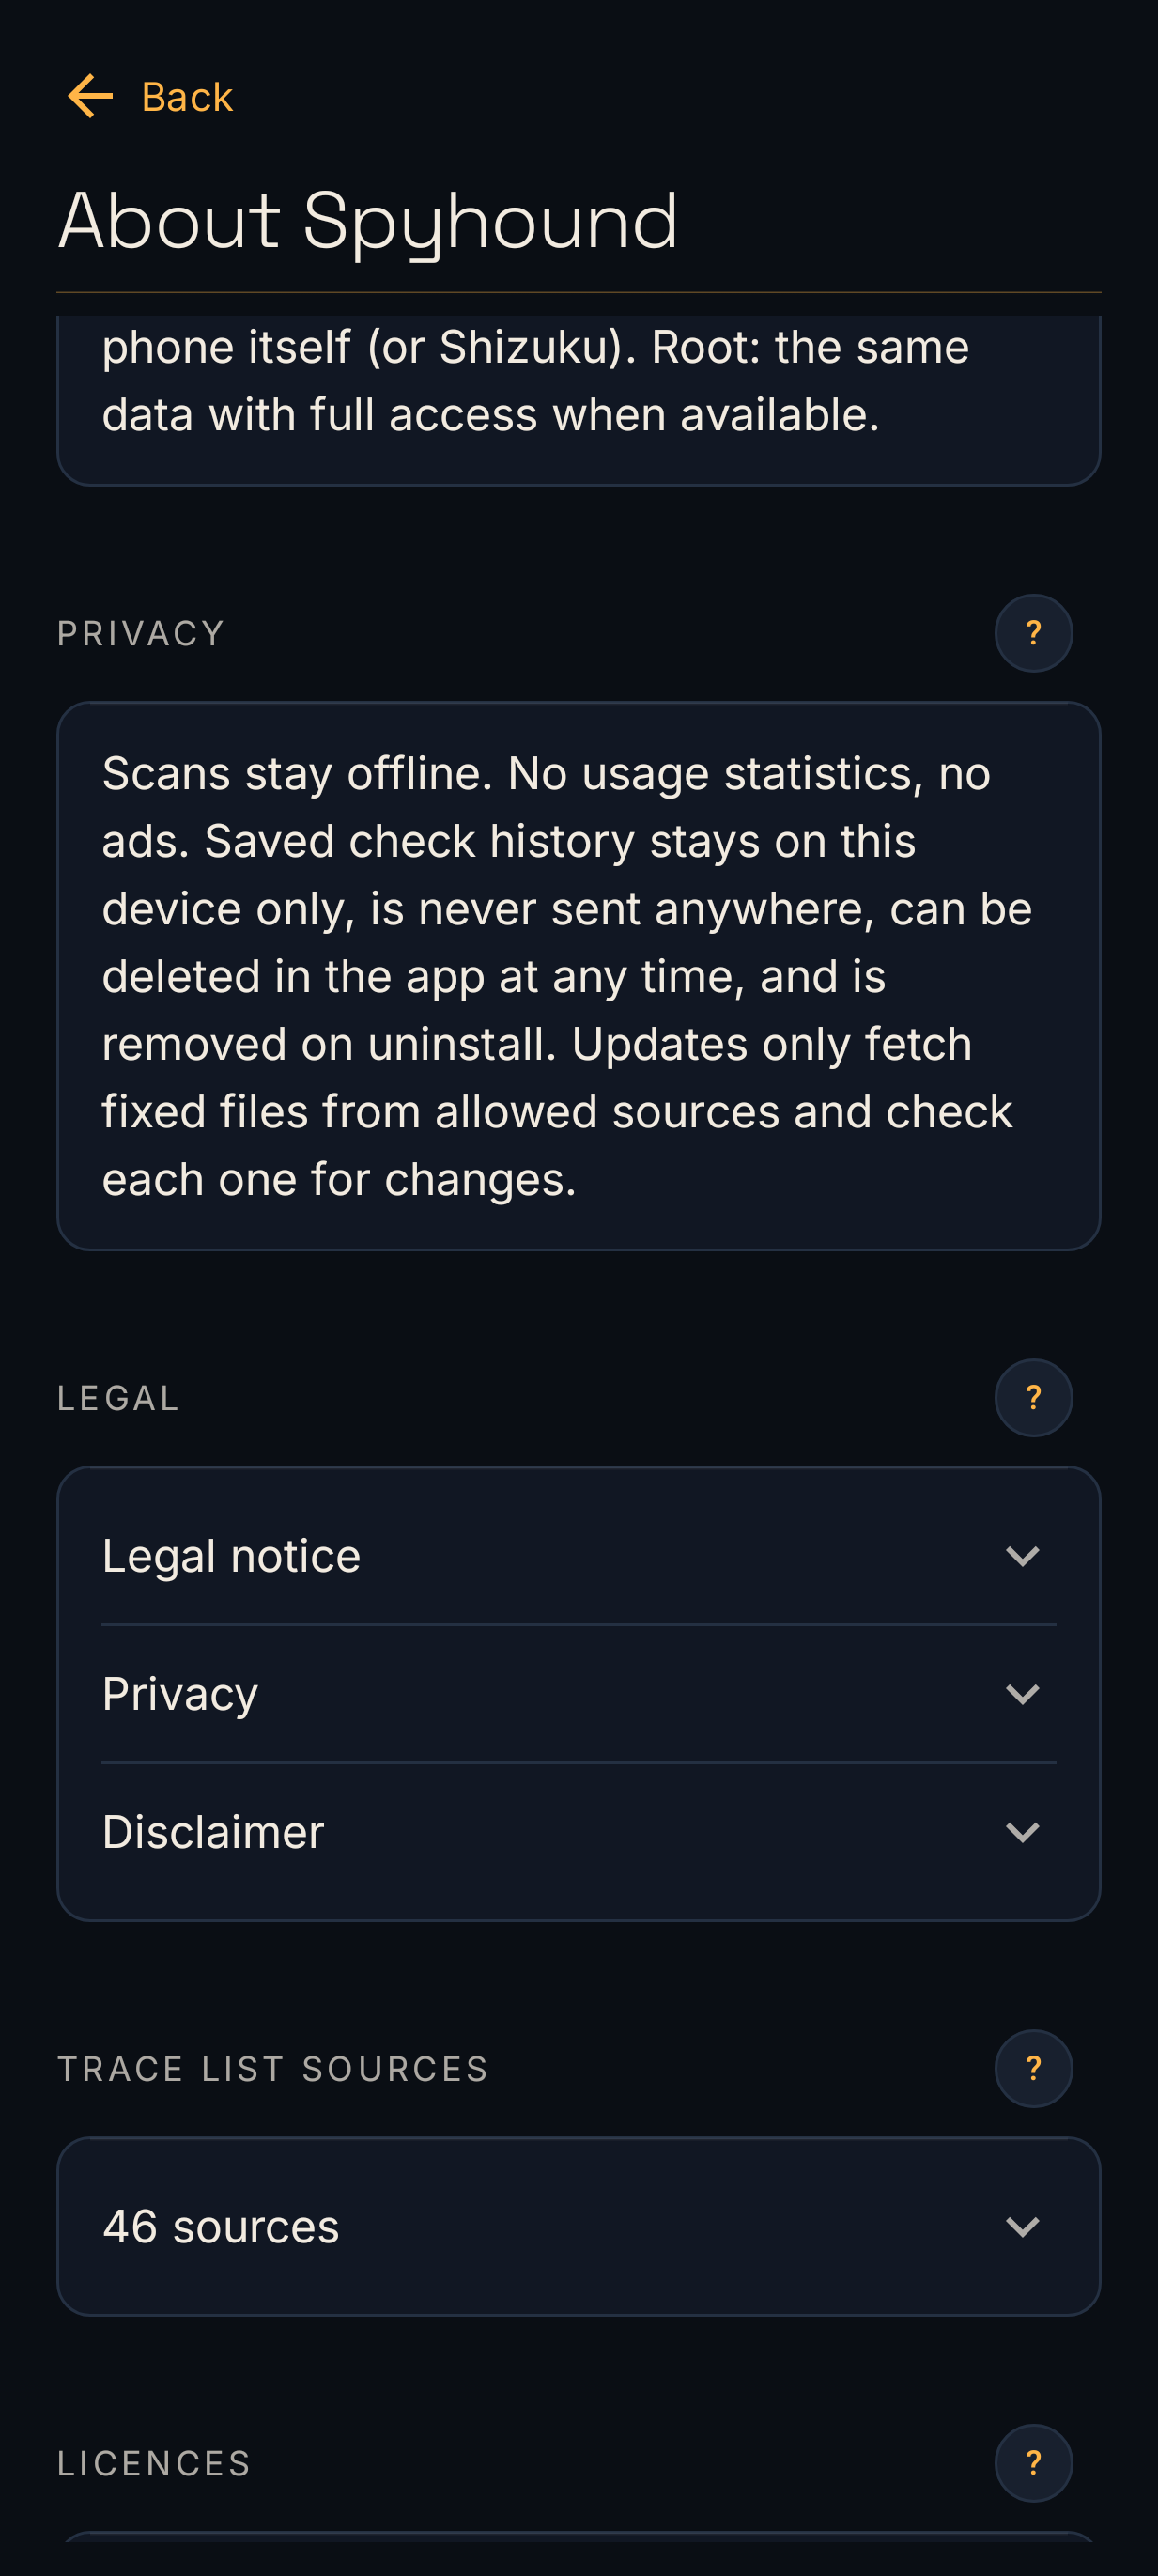 Back
About Spyhound
phone itself (or Shizuku). Root: the same
data with full access when available.
PRIVACY
?
Scans stay offline. No usage statistics, no
ads. Saved check history stays on this
device only, is never sent anywhere, can be
deleted in the app at any time, and is
removed on uninstall. Updates only fetch
fixed files from allowed sources and check
each one for changes.
LEGAL
?
Legal notice
Privacy
Disclaimer
TRACE LIST SOURCES
?
46 sources
LICENCES
?